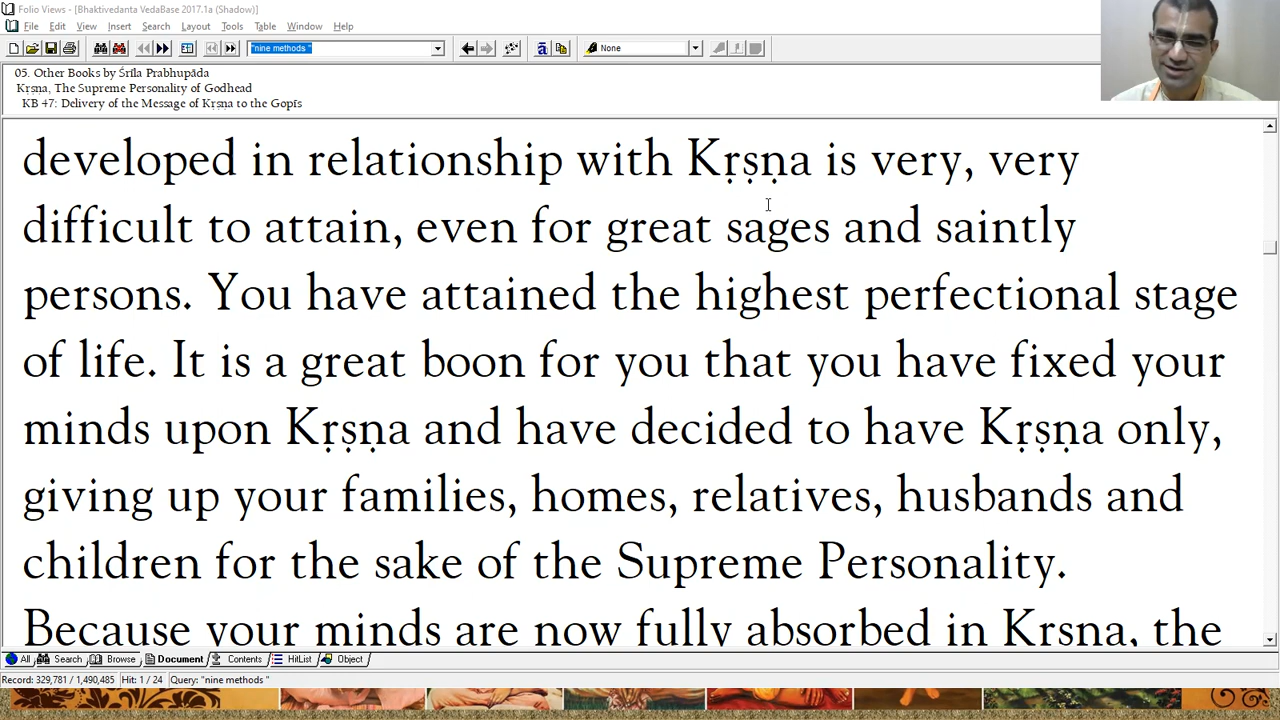 Folio Views - [Bhaktivedanta VedaBase 2017.1a (Shadow)]
File Edit View Insert Search Layout Tools Table Window Help
"nine methods " None
05. Other Books by Śrīla Prabhupāda
Kṛṣṇa, The Supreme Personality of Godhead
KB 47: Delivery of the Message of Kṛṣṇa to the Gopīs
developed in relationship with Kṛṣṇa is very, very
difficult to attain, even for great sages and saintly
persons. You have attained the highest perfectional stage
of life. It is a great boon for you that you have fixed your
minds upon Kṛṣṇa and have decided to have Kṛṣṇa only,
giving up your families, homes, relatives, husbands and
children for the sake of the Supreme Personality.
Because your minds are now fully absorbed in Kṛṣṇa, the
All Search Browse Document Contents HitList Object
Record: 329,781 / 1,490,485 Hit: 1 / 24 Query: "nine methods "